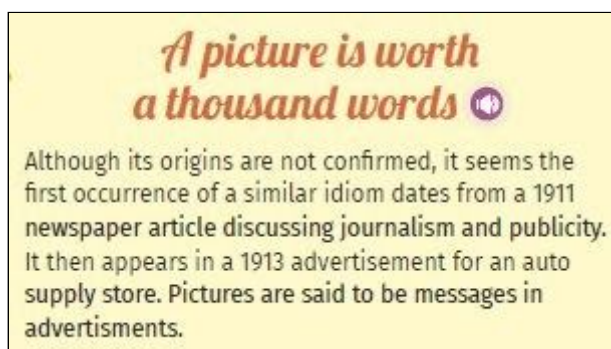 A picture is worth
a thousand words
Although its origins are not confirmed, it seems the
first occurrence of a similar idiom dates from a 1911
newspaper article discussing journalism and publicity.
It then appears in a 1913 advertisement for an auto
supply store. Pictures are said to be messages in
advertisments.